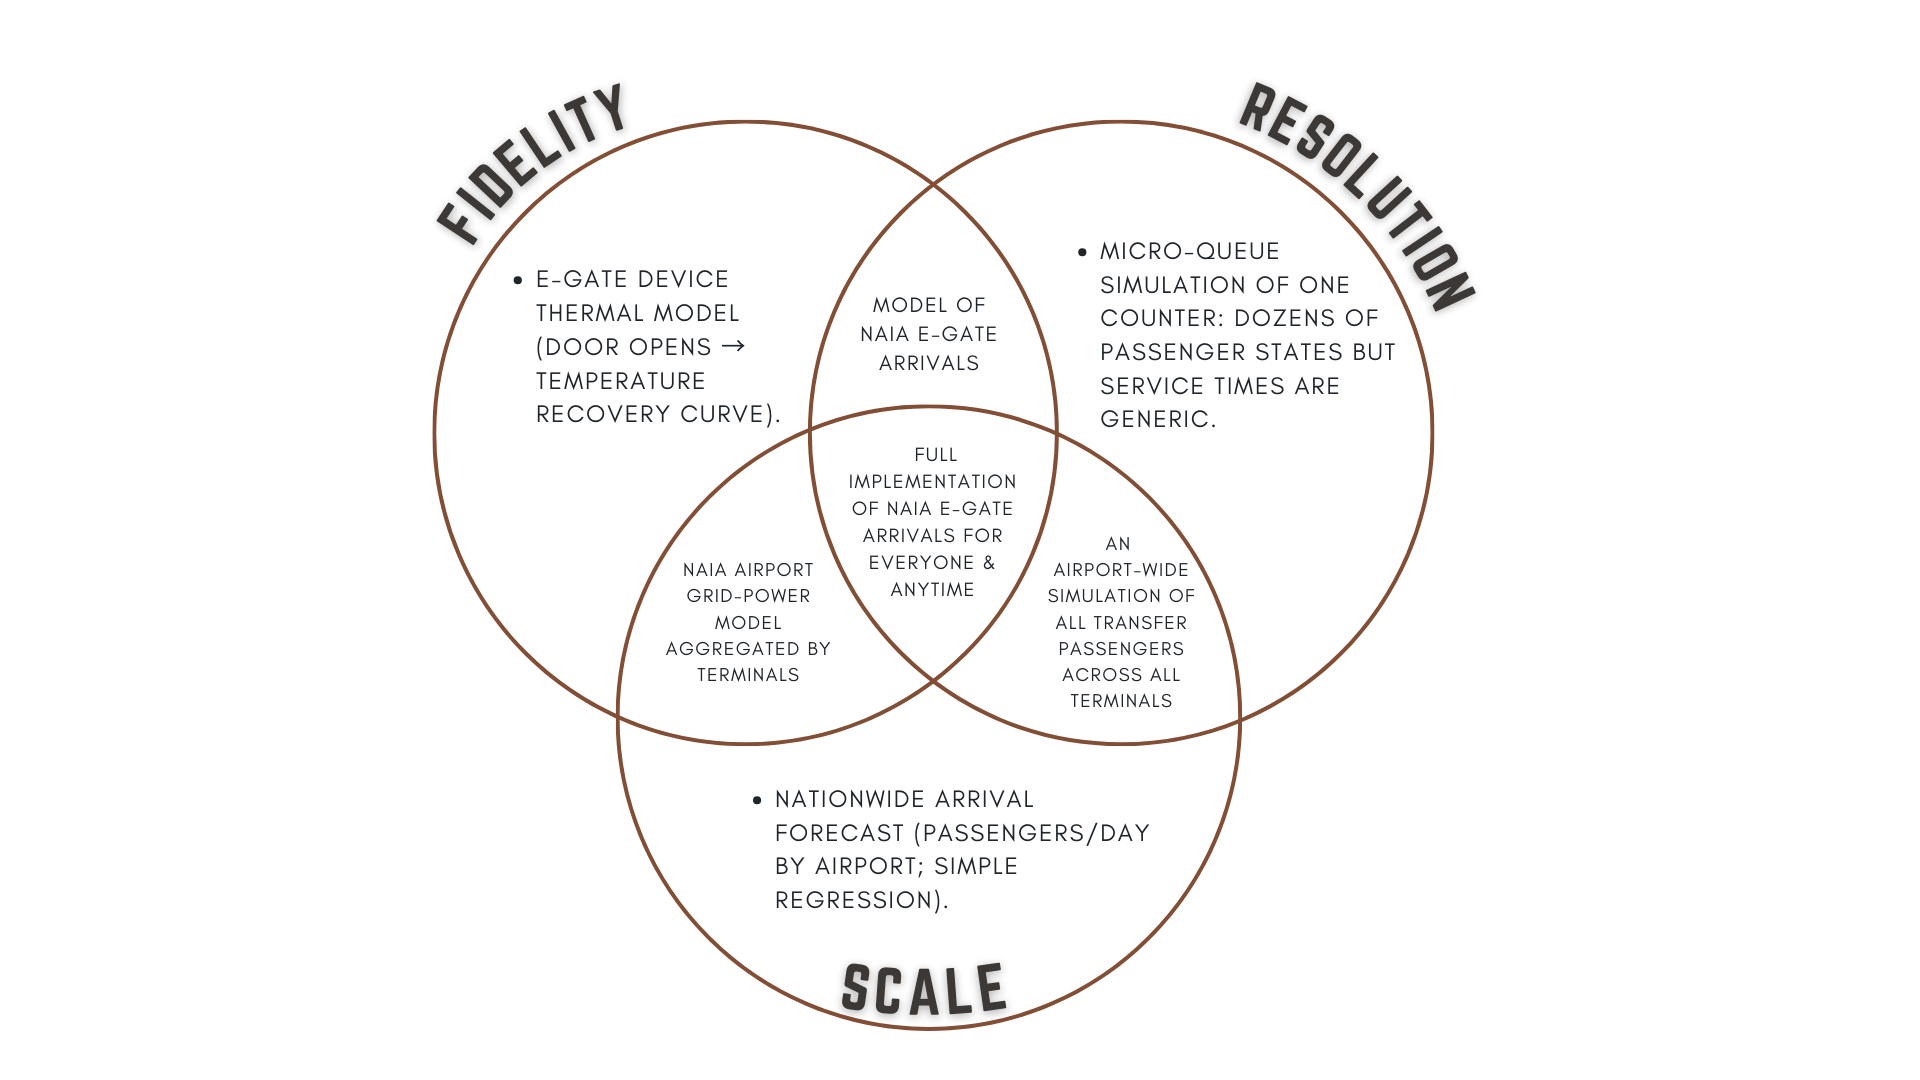 FIDELITY
RESOLUTION
• E-GATE DEVICE
THERMAL MODEL
(DOOR OPENS →
TEMPERATURE
RECOVERY CURVE).
MODEL OF
NAIA E-GATE
ARRIVALS
• MICRO-QUEUE
SIMULATION OF ONE
COUNTER: DOZENS OF
PASSENGER STATES BUT
SERVICE TIMES ARE
GENERIC.
FULL
IMPLEMENTATION
OF NAIA E-GATE
ARRIVALS FOR
EVERYONE &
ANYTIME
NAIA AIRPORT
GRID-POWER
MODEL
AGGREGATED BY
TERMINALS
AN
AIRPORT-WIDE
SIMULATION OF
ALL TRANSFER
PASSENGERS
ACROSS ALL
TERMINALS
• NATIONWIDE ARRIVAL
FORECAST (PASSENGERS/DAY
BY AIRPORT; SIMPLE
REGRESSION).
SCALE